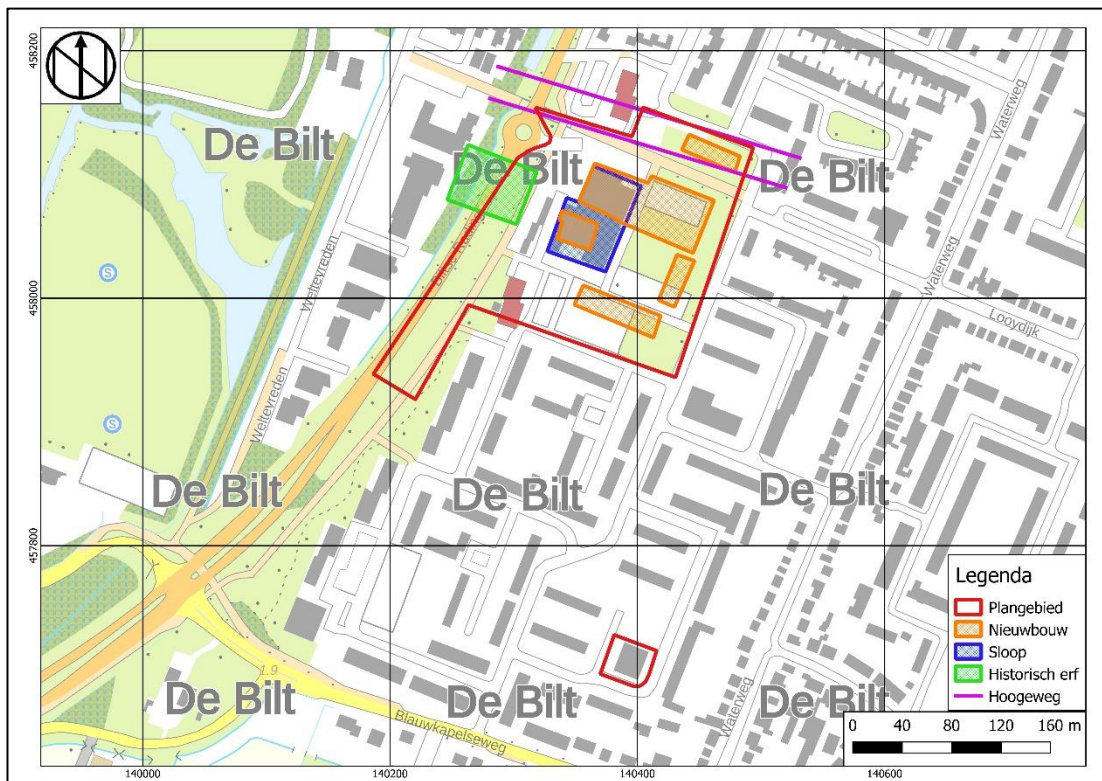 458200
458000
457800
140000
140200
140400
140600
De Bilt
De Bilt
De Bilt
De Bilt
De Bilt
De Bilt
De Bilt
De Bilt
De Bilt
Waterweg
Waterweg
Waterweg
Looydijk
Weltevreden
Weltevreden
S
S
1.9
Blauwkapelseweg
Legenda
Plangebied
Nieuwbouw
Sloop
Historisch erf
Hoogeweg
0 40 80 120 160 m